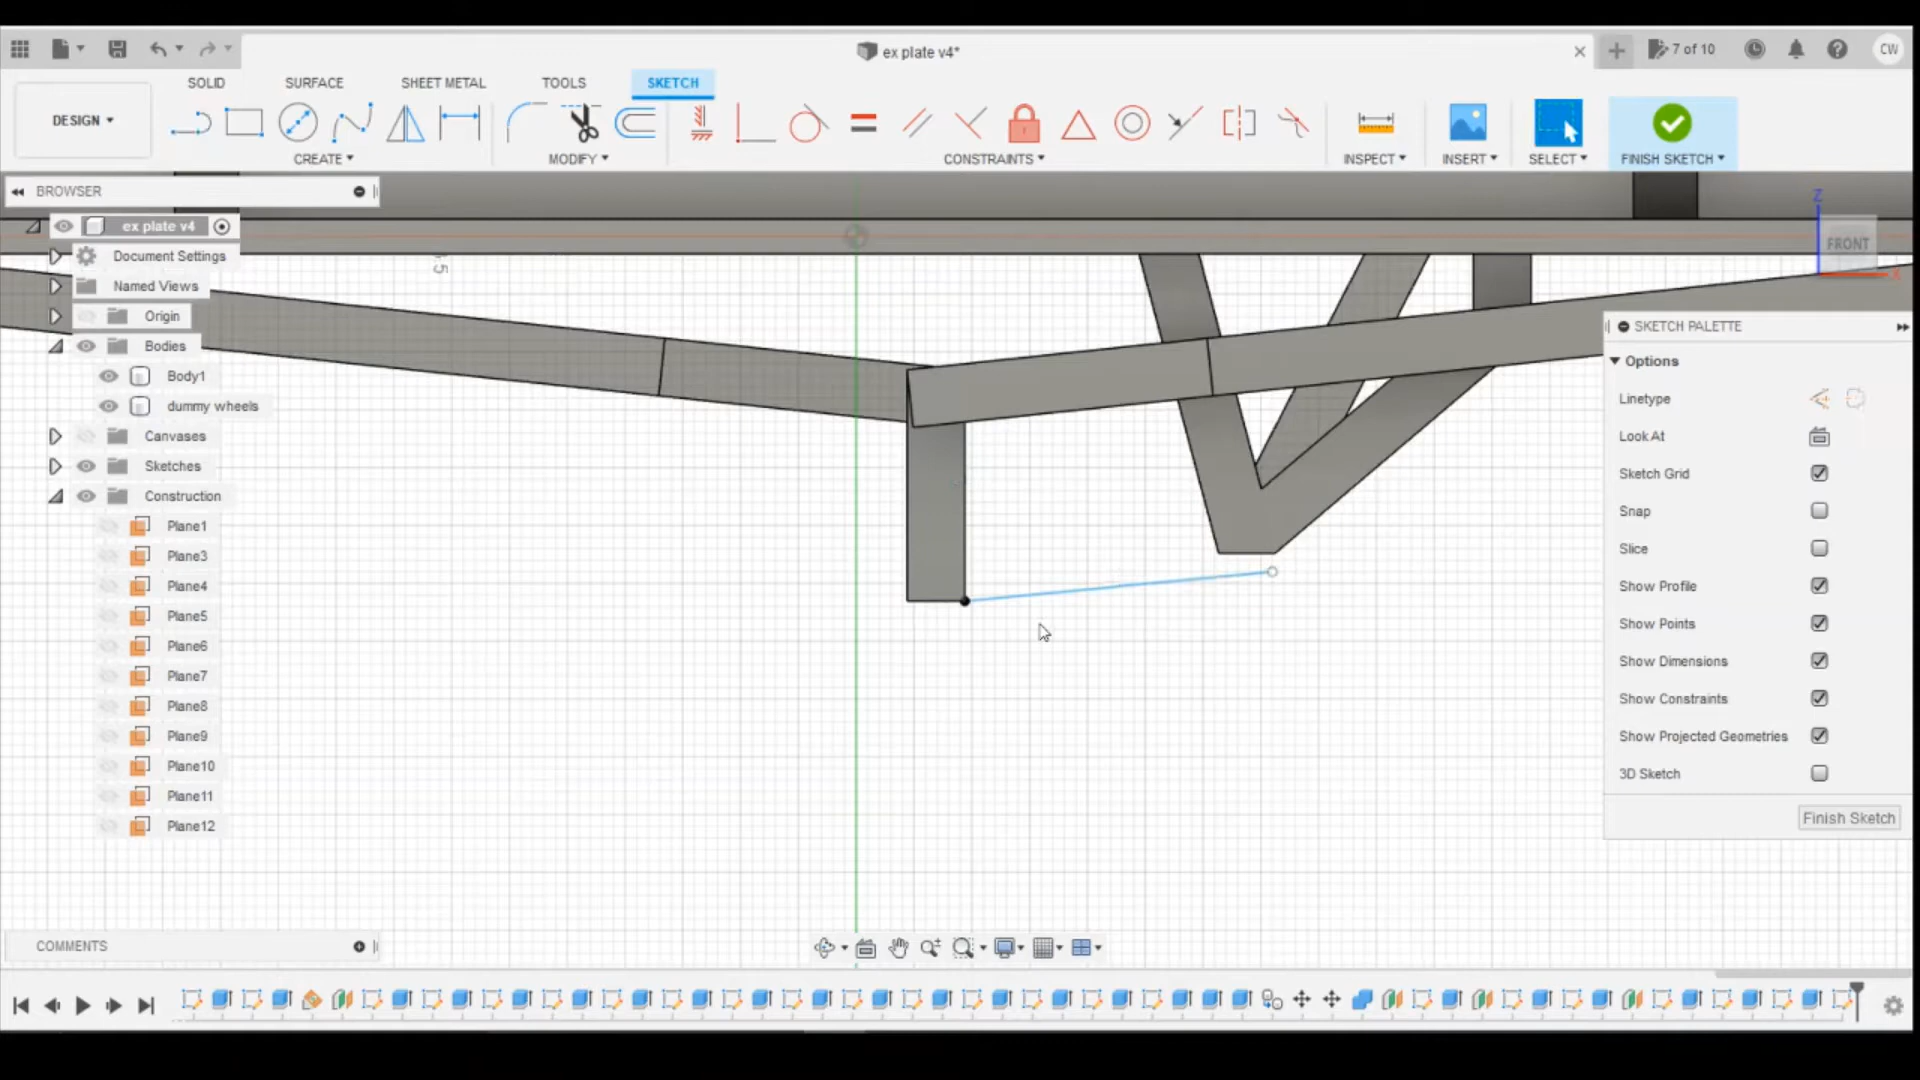 ex plate v4*
7 of 10
CW
SOLID
SURFACE
SHEET METAL
TOOLS
SKETCH
DESIGN
CREATE
MODIFY
CONSTRAINTS
INSPECT
INSERT
SELECT
FINISH SKETCH
BROWSER
ex plate v4
Document Settings
Named Views
Origin
Bodies
Body1
dummy wheels
Canvases
Sketches
Construction
Plane1
Plane3
Plane4
Plane5
Plane6
Plane7
Plane8
Plane9
Plane10
Plane11
Plane12
5
Z
FRONT
X
SKETCH PALETTE
Options
Linetype
Look At
Sketch Grid
Snap
Slice
Show Profile
Show Points
Show Dimensions
Show Constraints
Show Projected Geometries
3D Sketch
Finish Sketch
COMMENTS